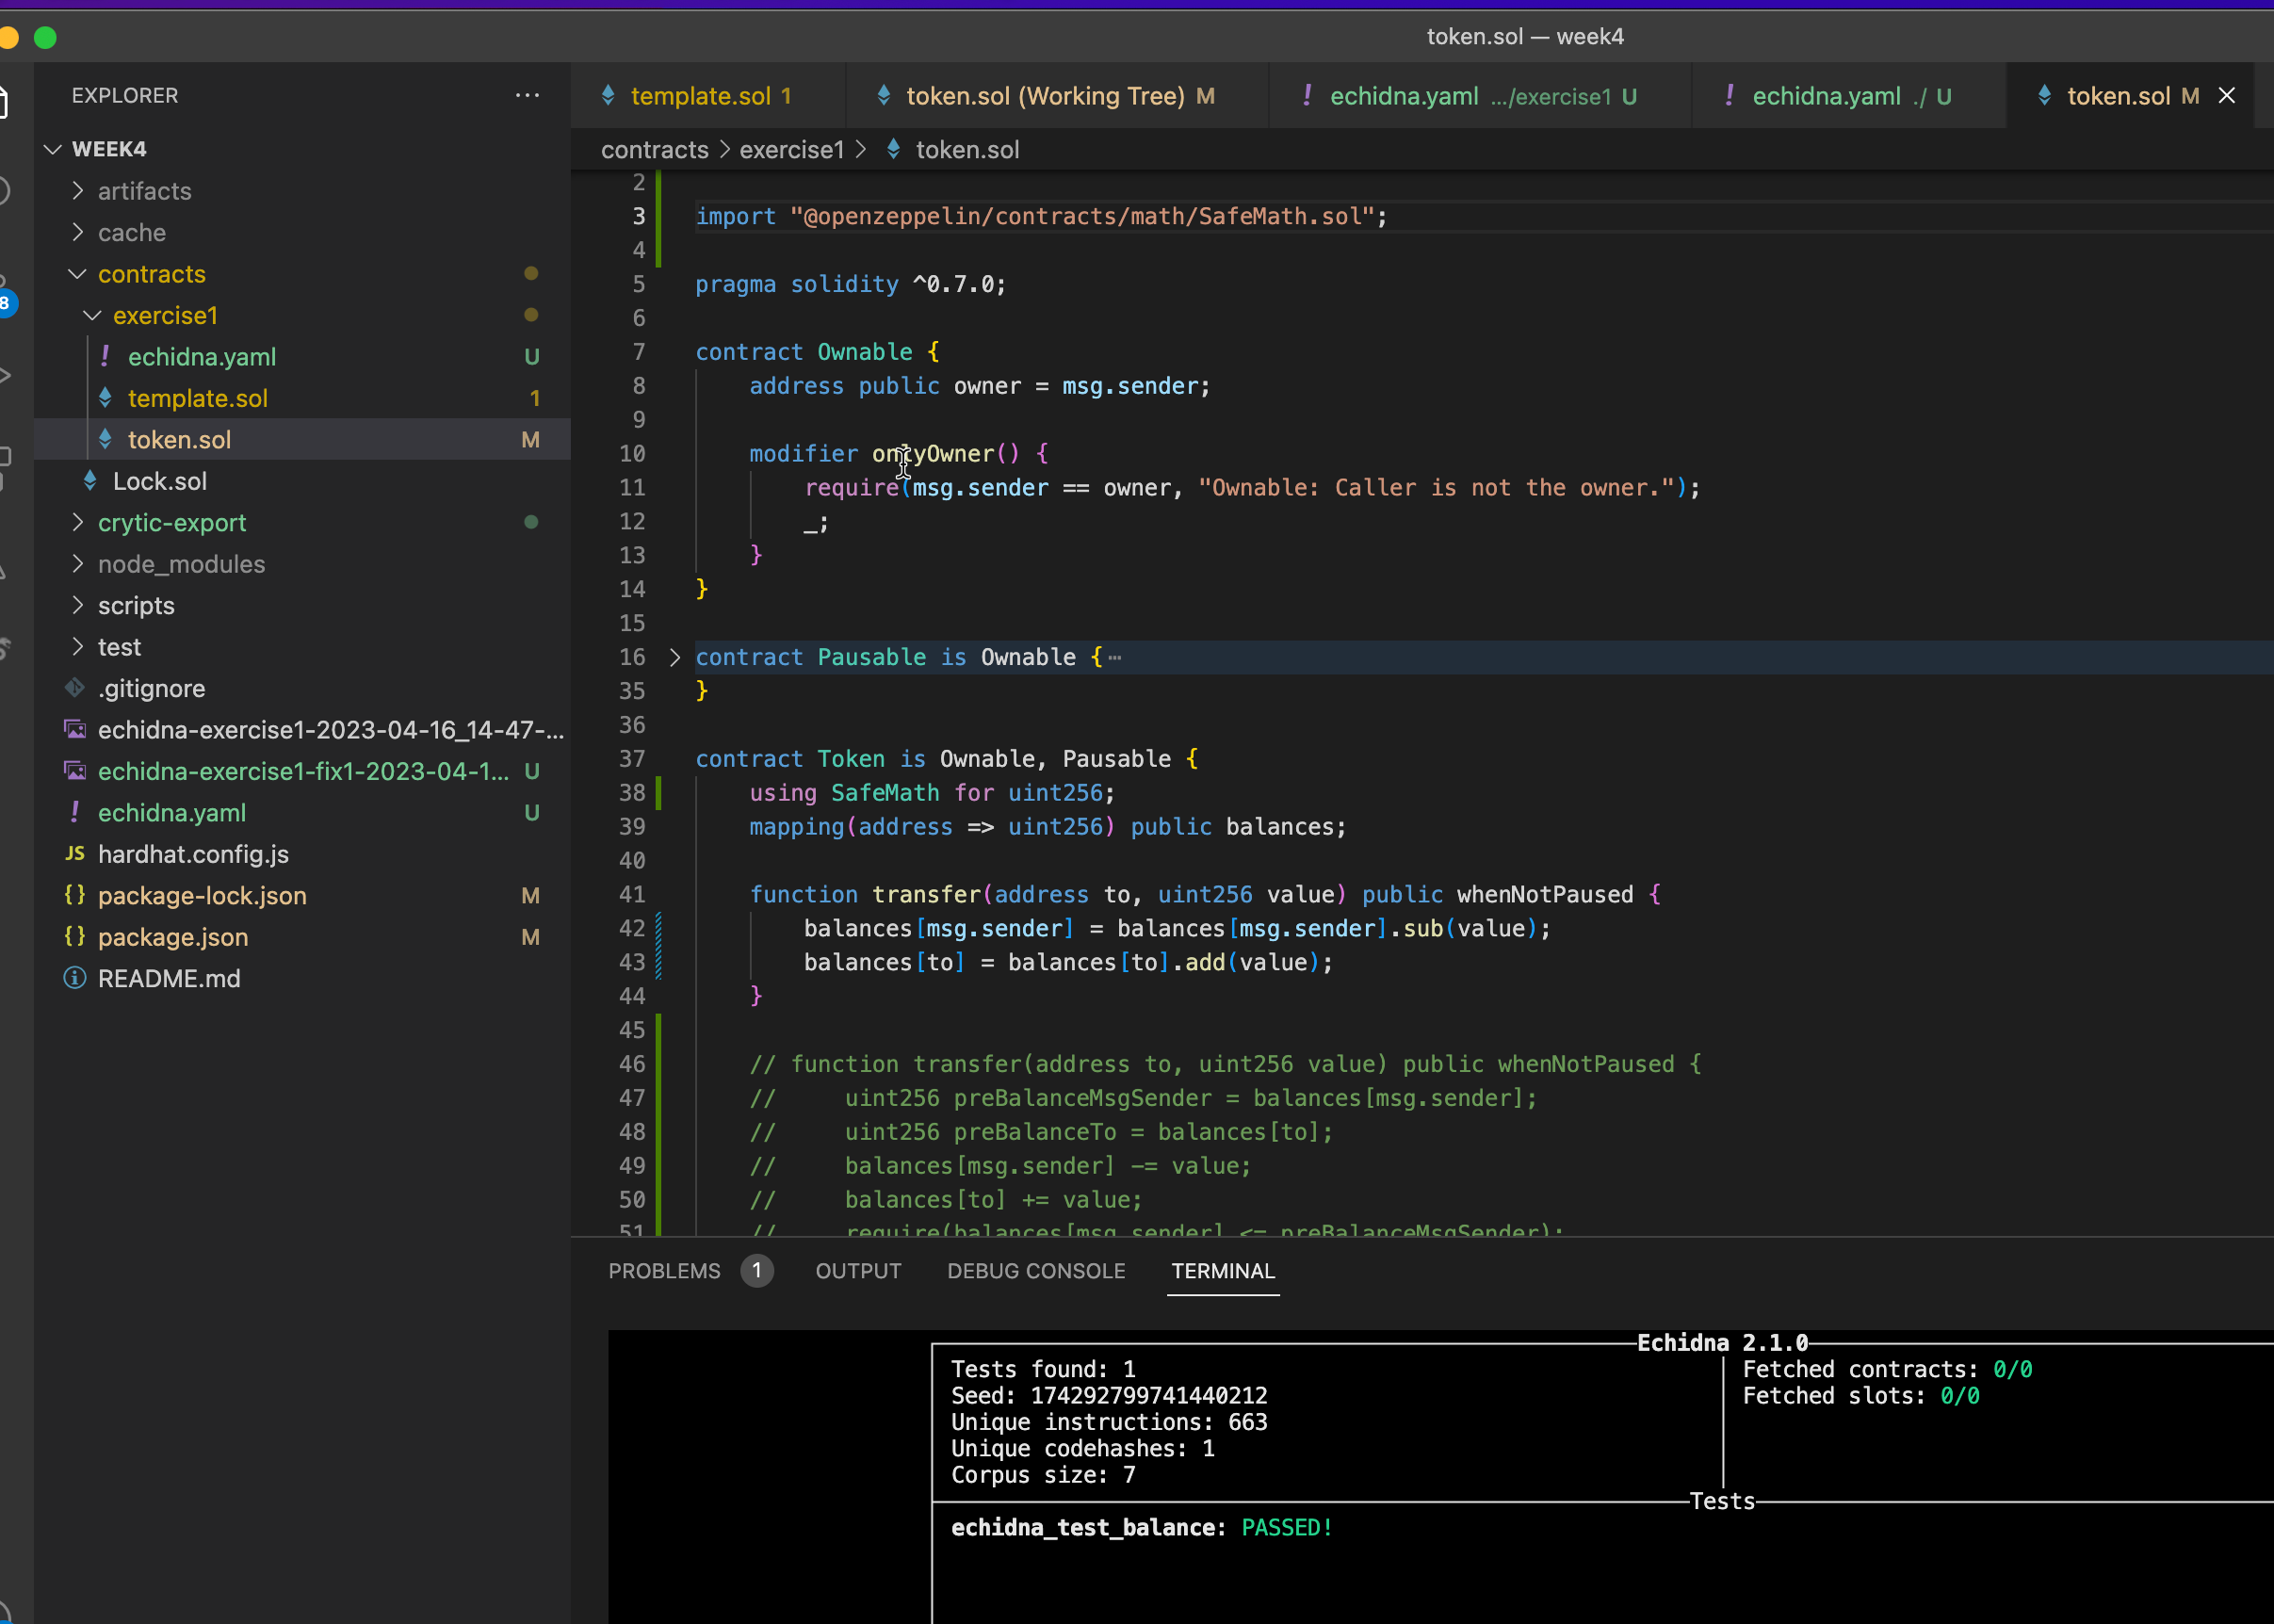 token.sol — week4
EXPLORER ...
template.sol 1
token.sol (Working Tree) M
! echidna.yaml .../exercise1 U
! echidna.yaml ./ U
token.sol M
contracts > exercise1 > token.sol
WEEK4
artifacts
cache
contracts
exercise1
! echidna.yaml U
template.sol 1
token.sol M
Lock.sol
crytic-export
node_modules
scripts
test
.gitignore
echidna-exercise1-2023-04-16_14-47-...
echidna-exercise1-fix1-2023-04-1... U
! echidna.yaml U
JS hardhat.config.js
{} package-lock.json M
{} package.json M
README.md
8
2
3 import "@openzeppelin/contracts/math/SafeMath.sol";
4
5 pragma solidity ^0.7.0;
6
7 contract Ownable {
8 address public owner = msg.sender;
9
10 modifier onlyOwner() {
11 require(msg.sender == owner, "Ownable: Caller is not the owner.");
12 _;
13 }
14 }
15
16 > contract Pausable is Ownable { ...
35 }
36
37 contract Token is Ownable, Pausable {
38 using SafeMath for uint256;
39 mapping(address => uint256) public balances;
40
41 function transfer(address to, uint256 value) public whenNotPaused {
42 balances[msg.sender] = balances[msg.sender].sub(value);
43 balances[to] = balances[to].add(value);
44 }
45
46 // function transfer(address to, uint256 value) public whenNotPaused {
47 // uint256 preBalanceMsgSender = balances[msg.sender];
48 // uint256 preBalanceTo = balances[to];
49 // balances[msg.sender] -= value;
50 // balances[to] += value;
51 // require(balances[msg.sender] <= preBalanceMsgSender);
PROBLEMS 1 OUTPUT DEBUG CONSOLE TERMINAL
Echidna 2.1.0
Tests found: 1
Seed: 174292799741440212
Unique instructions: 663
Unique codehashes: 1
Corpus size: 7
Fetched contracts: 0/0
Fetched slots: 0/0
Tests
echidna_test_balance: PASSED!